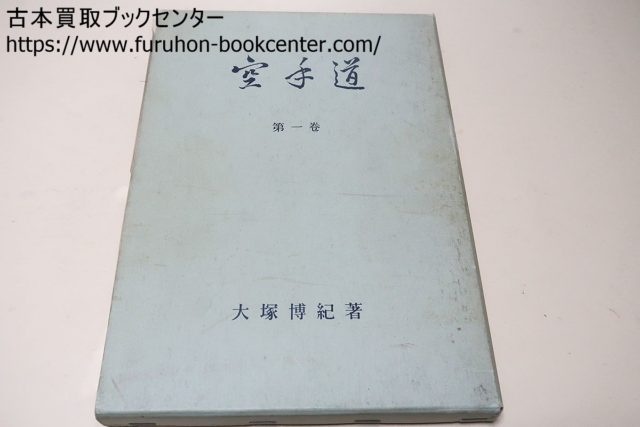 古本買取ブックセンター
https://www.furuhon-bookcenter.com/
空手道
第一巻
大塚博紀著